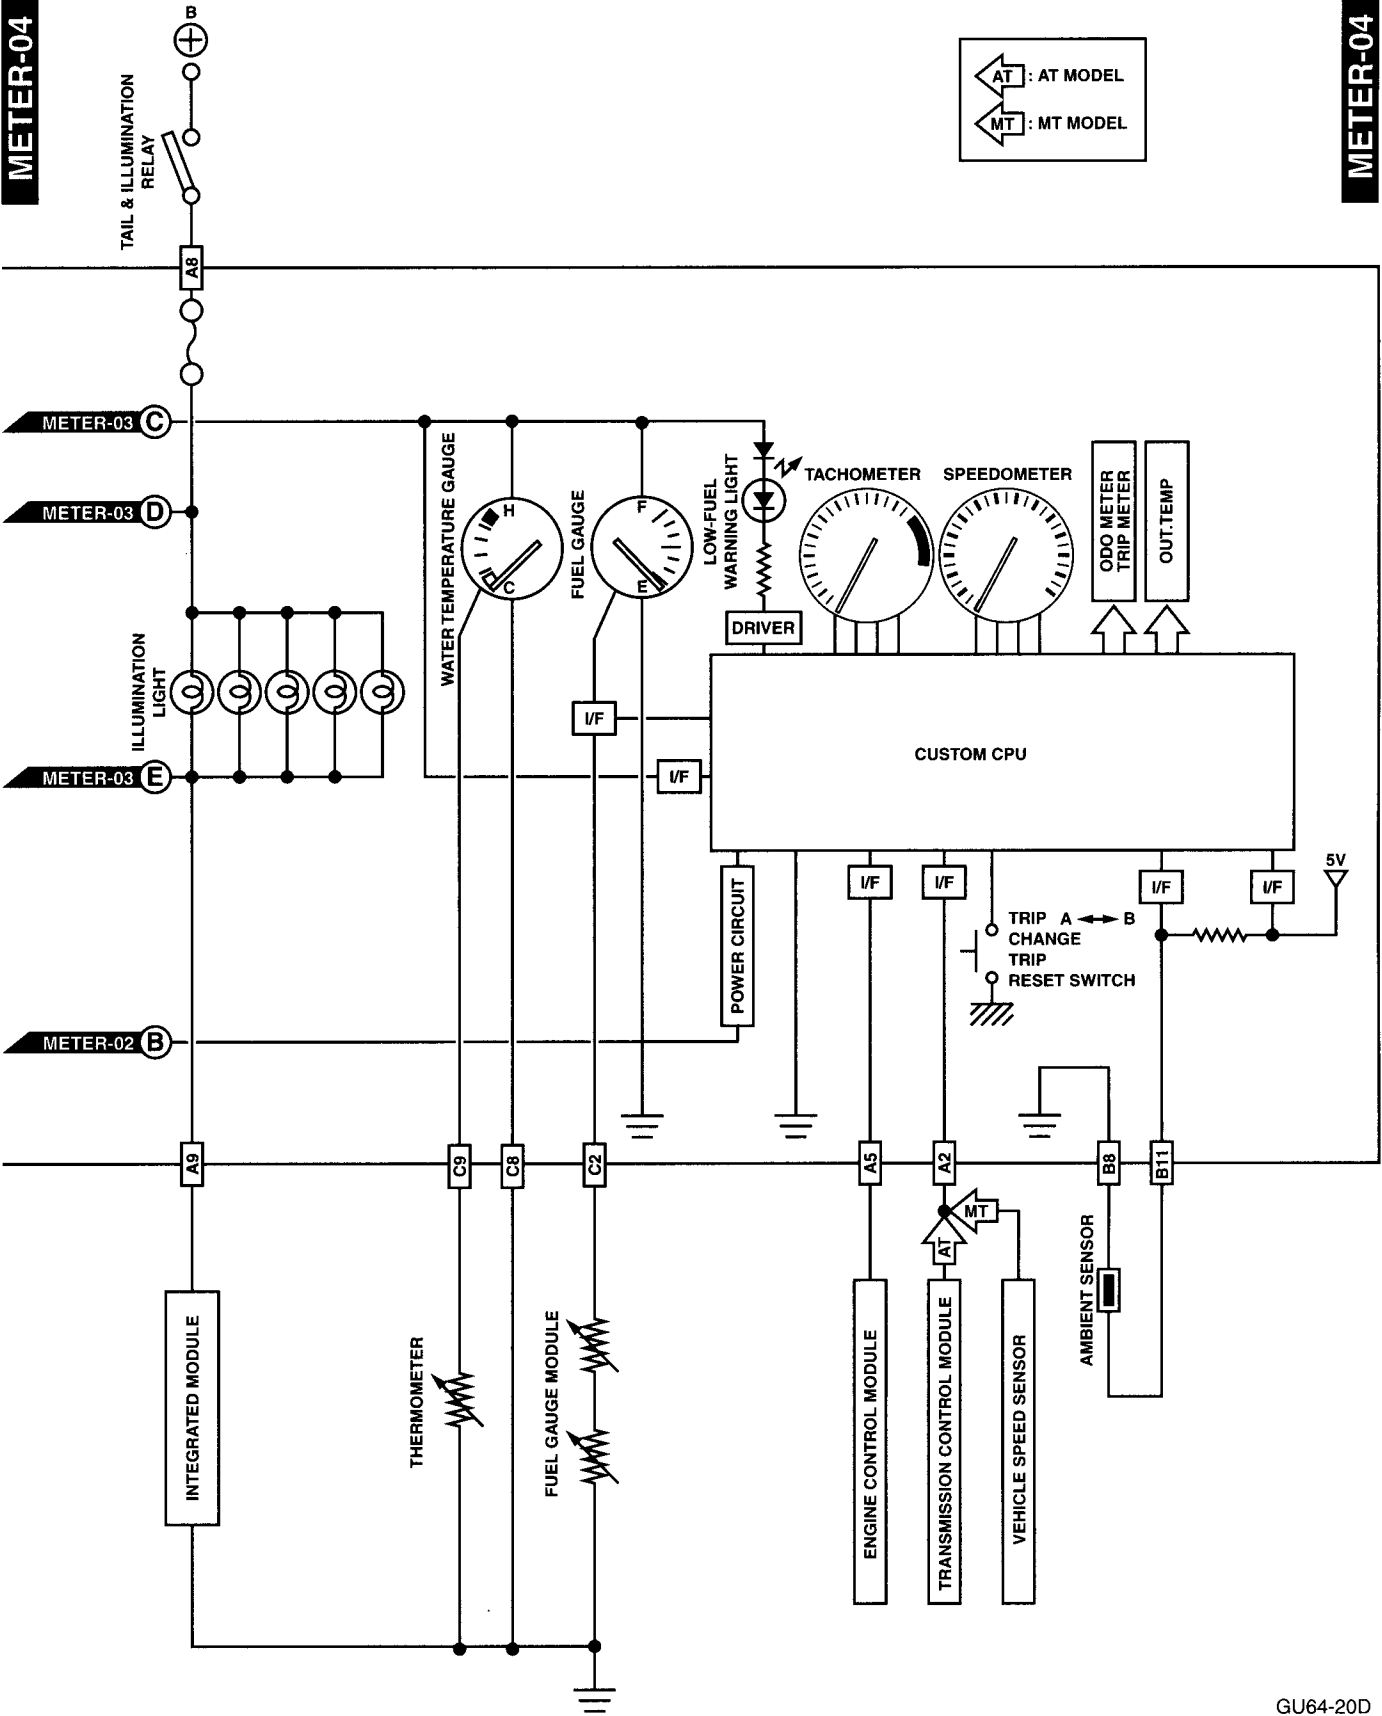 METER-04
METER-04
B
TAIL & ILLUMINATION
RELAY
AT : AT MODEL
MT : MT MODEL
A8
METER-03 C
METER-03 D
METER-03 E
METER-02 B
ILLUMINATION
LIGHT
WATER TEMPERATURE GAUGE
H
C
FUEL GAUGE
F
E
LOW-FUEL
WARNING LIGHT
DRIVER
TACHOMETER
SPEEDOMETER
ODO METER
TRIP METER
OUT.TEMP
I/F
I/F
CUSTOM CPU
POWER CIRCUIT
I/F
I/F
I/F
I/F
5V
TRIP A B
CHANGE
TRIP
RESET SWITCH
A9
C9
C8
C2
A5
A2
B8
B11
MT
AT
INTEGRATED MODULE
THERMOMETER
FUEL GAUGE MODULE
ENGINE CONTROL MODULE
TRANSMISSION CONTROL MODULE
VEHICLE SPEED SENSOR
AMBIENT SENSOR
GU64-20D